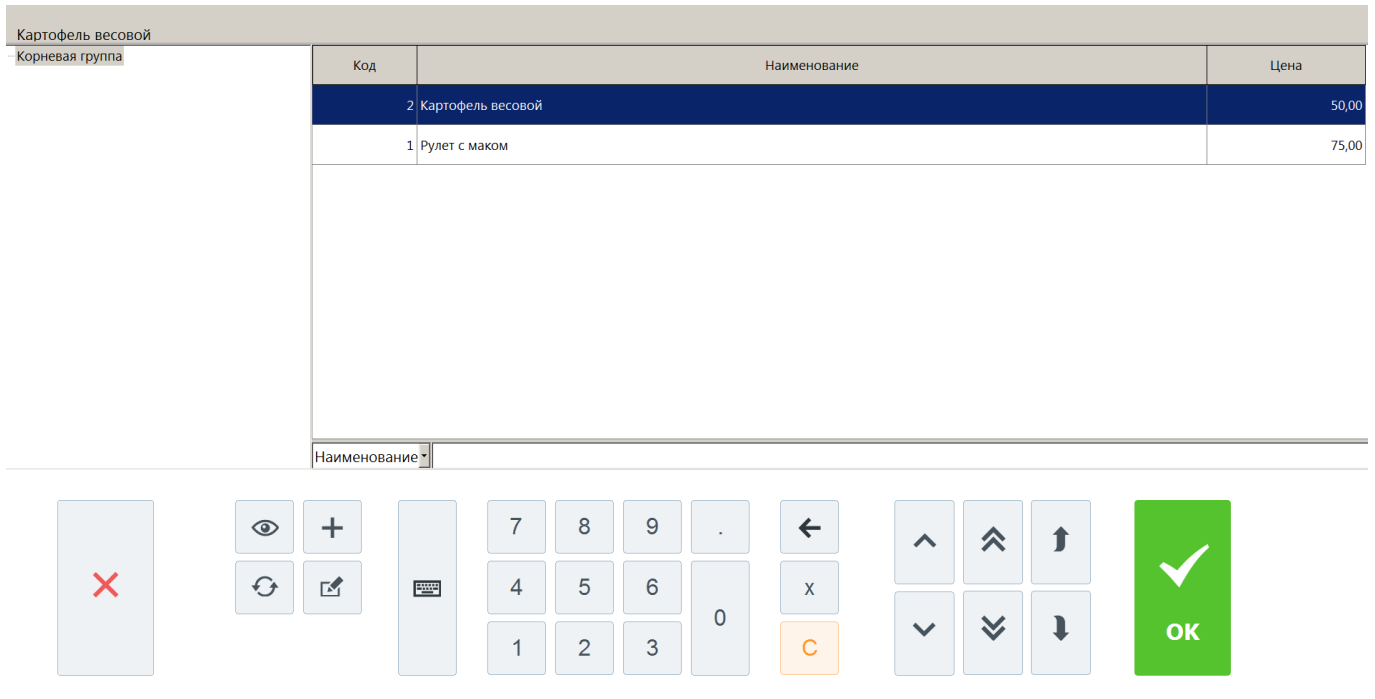 Картофель весовой
Корневая группа
Код Наименование Цена
2 Картофель весовой 50,00
1 Рулет с маком 75,00
Наименование
7 8 9 .
4 5 6 x
0
1 2 3 C
OK